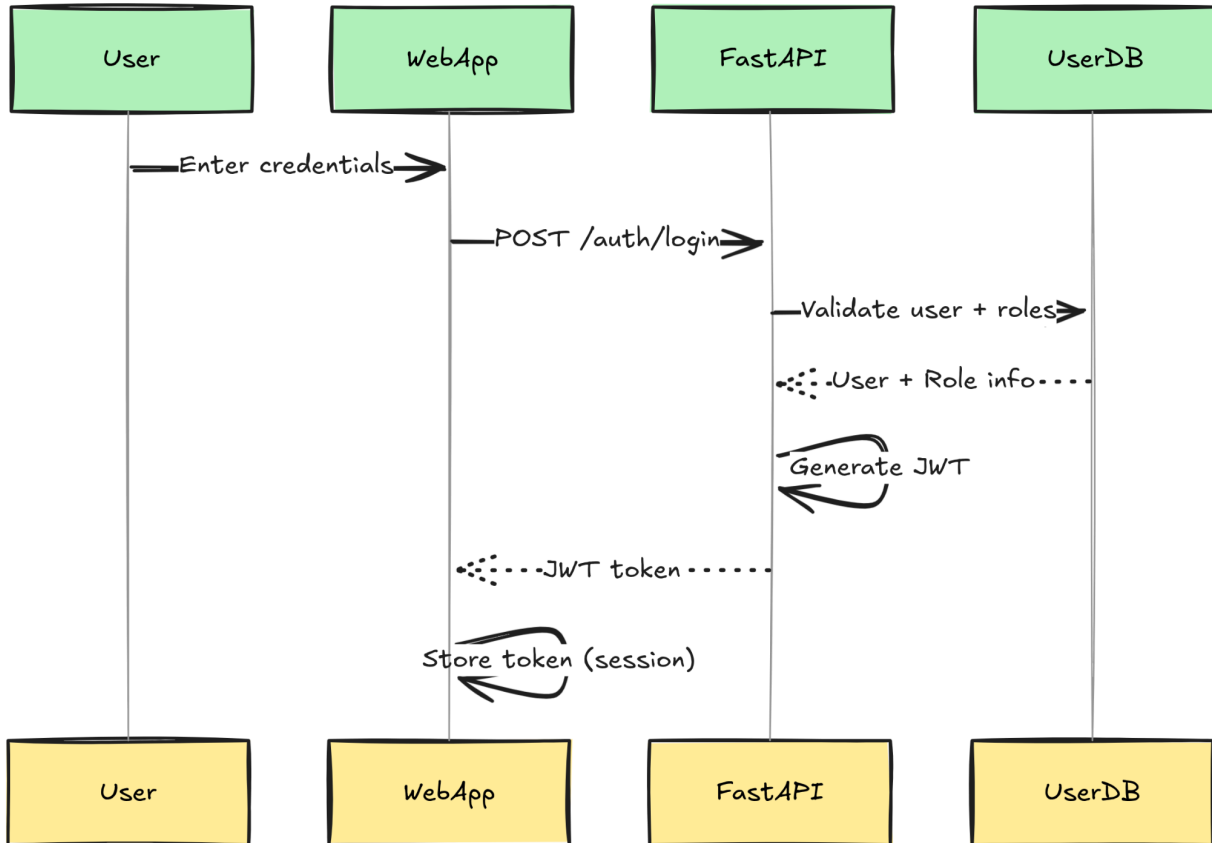 User
WebApp
FastAPI
UserDB
Enter credentials
POST /auth/login
Validate user + roles
User + Role info
Generate JWT
JWT token
Store token (session)
User
WebApp
FastAPI
UserDB